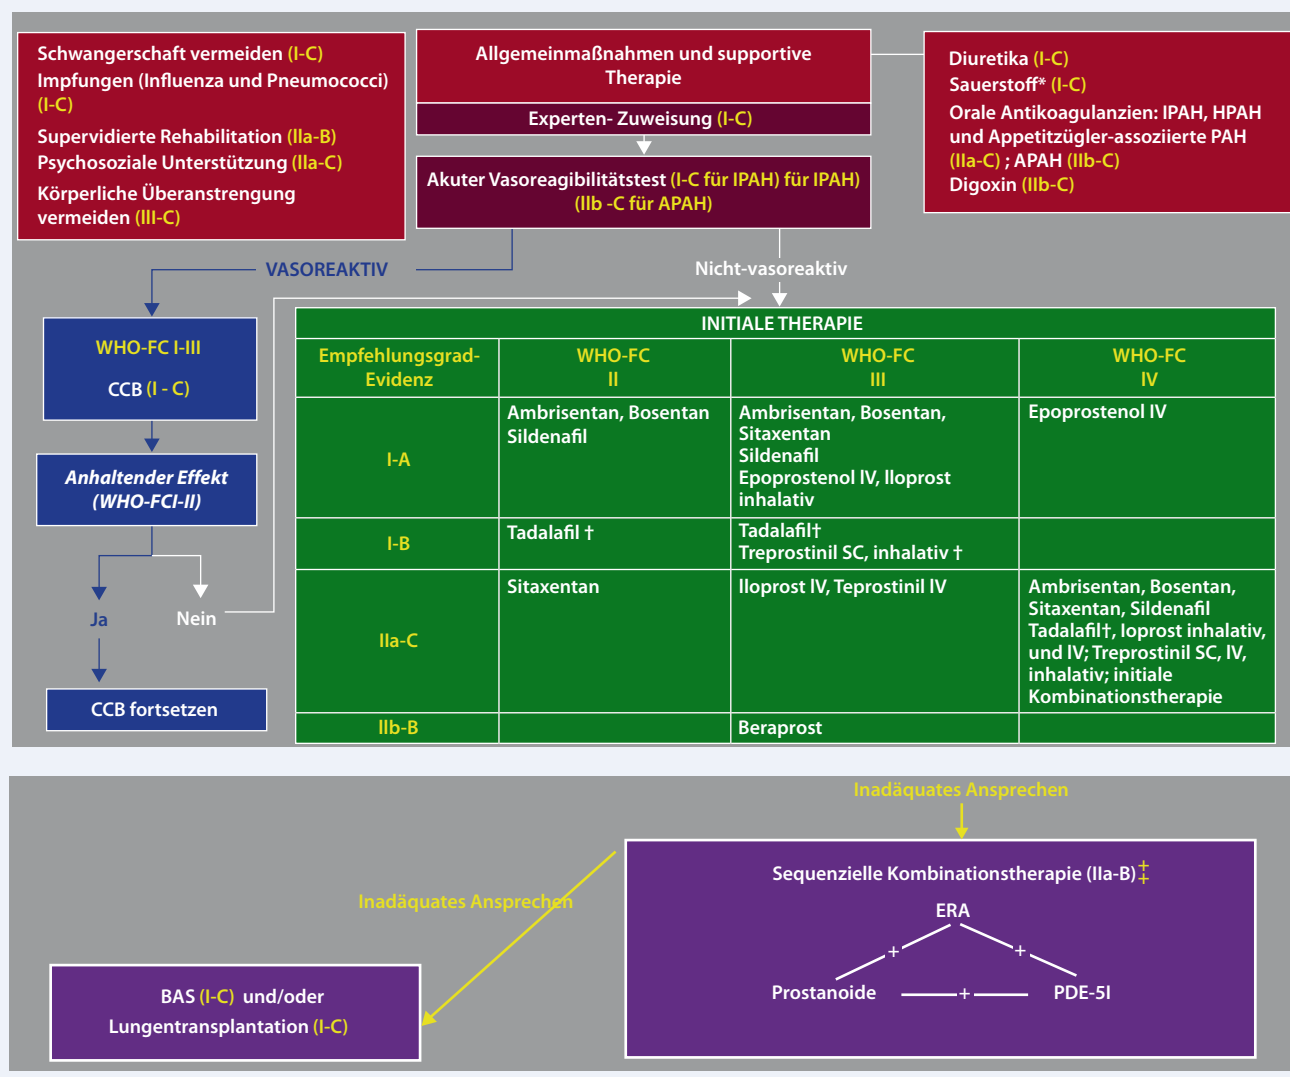 Schwangerschaft vermeiden (I-C)
Impfungen (Influenza und Pneumococci)
(I-C)
Supervidierte Rehabilitation (IIa-B)
Psychosoziale Unterstützung (IIa-C)
Körperliche Überanstrengung
vermeiden (III-C)
Allgemeinmaßnahmen und supportive
Therapie
Experten- Zuweisung (I-C)
Diuretika (I-C)
Sauerstoff* (I-C)
Orale Antikoagulanzien: IPAH, HPAH
und Appetitzügler-assoziierte PAH
(IIa-C) ; APAH (IIb-C)
Digoxin (IIb-C)
Akuter Vasoreagibilitätstest (I-C für IPAH) für IPAH)
(IIb -C für APAH)
VASOREAKTIV
Nicht-vasoreaktiv
WHO-FC I-III
CCB (I - C)
Anhaltender Effekt
(WHO-FCI-II)
Ja
Nein
CCB fortsetzen
INITIALE THERAPIE
Empfehlungsgrad-
Evidenz
WHO-FC
II
WHO-FC
III
WHO-FC
IV
I-A
Ambrisentan, Bosentan
Sildenafil
Ambrisentan, Bosentan,
Sitaxentan
Sildenafil
Epoprostenol IV, Iloprost
inhalativ
Epoprostenol IV
I-B
Tadalafil †
Tadalafil†
Treprostinil SC, inhalativ †
IIa-C
Sitaxentan
Iloprost IV, Teprostinil IV
Ambrisentan, Bosentan,
Sitaxentan, Sildenafil
Tadalafil†, Ioprost inhalativ,
und IV; Treprostinil SC, IV,
inhalativ; initiale
Kombinationstherapie
IIb-B
Beraprost
Inadäquates Ansprechen
Sequenzielle Kombinationstherapie (IIa-B)‡
ERA
+ +
Prostanoide + PDE-5I
Inadäquates Ansprechen
BAS (I-C) und/oder
Lungentransplantation (I-C)